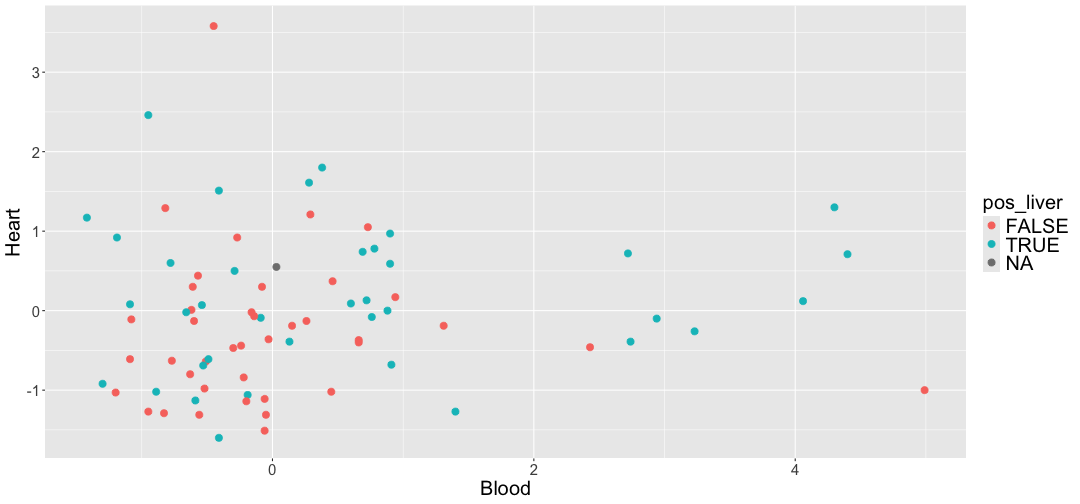 3
2
1
0
-1
Heart
0
2
4
Blood
pos_liver
FALSE
TRUE
NA